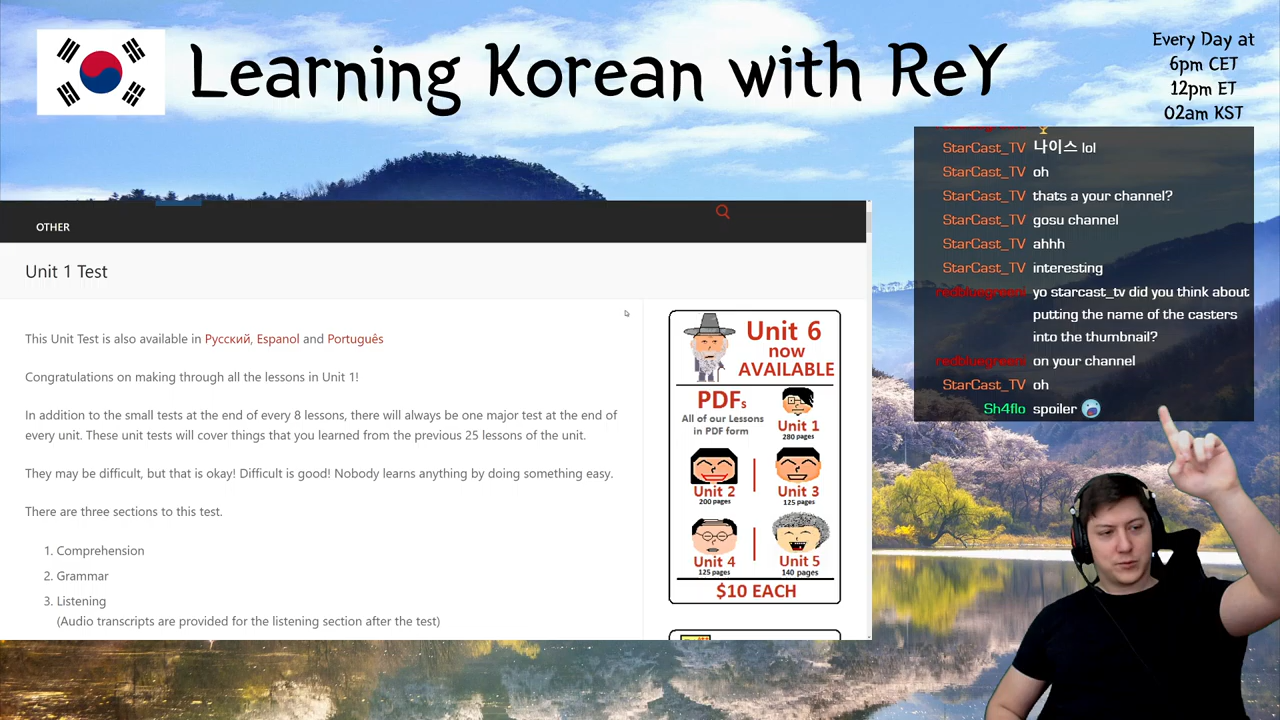 Learning Korean with ReY
Every Day at
6pm CET
12pm ET
02am KST
StarCast_TV 나이스 lol
StarCast_TV oh
StarCast_TV thats a your channel?
StarCast_TV gosu channel
StarCast_TV ahhh
StarCast_TV interesting
redbluegreenl yo starcast_tv did you think about
putting the name of the casters
into the thumbnail?
redbluegreenl on your channel
StarCast_TV oh
Sh4flo spoiler
OTHER
Unit 1 Test
This Unit Test is also available in Русский, Espanol and Português
Congratulations on making through all the lessons in Unit 1!
In addition to the small tests at the end of every 8 lessons, there will always be one major test at the end of
every unit. These unit tests will cover things that you learned from the previous 25 lessons of the unit.
They may be difficult, but that is okay! Difficult is good! Nobody learns anything by doing something easy.
There are three sections to this test.
1. Comprehension
2. Grammar
3. Listening
(Audio transcripts are provided for the listening section after the test)
Unit 6
now
AVAILABLE
PDFs
All of our Lessons
in PDF form
Unit 1
280 pages
Unit 2
200 pages
Unit 3
125 pages
Unit 4
125 pages
Unit 5
140 pages
$10 EACH